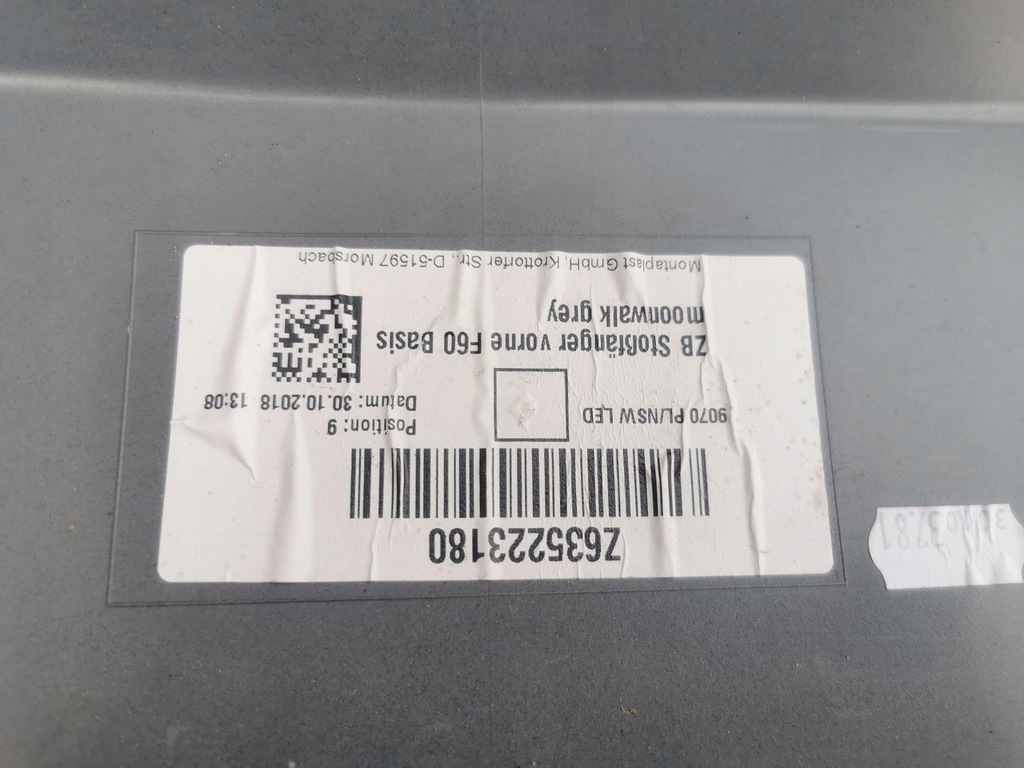 Z635223180
Position: 9
Datum: 30.10.2018 13:08
9070 PL/NSW LED
ZB Stoßfänger vorne F60 Basis
moonwalk grey
Montaplast GmbH, Krottorfer Str., D-51597 Morsbach